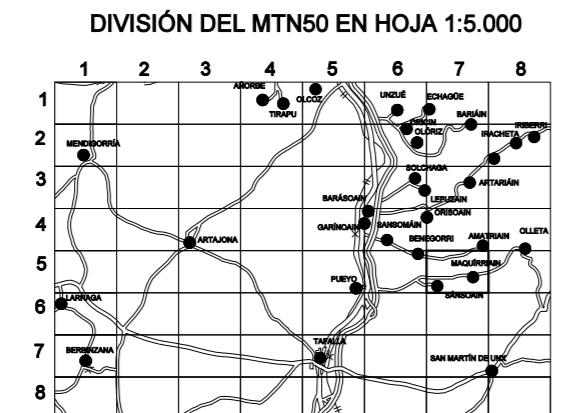 DIVISIÓN DEL MTN50 EN HOJA 1:5.000
1 2 3 4 5 6 7 8
1
AÑORBE
TIRAPU
OLCOZ
UNZUÉ
ECHAGÜE
BARIÁIN
ORICIN
OLÓRIZ
IRIBERRI
IRACHETA
2
MENDIGORRÍA
3
SOLCHAGA
LEPUZAIN
ARTARIÁIN
BARÁSOAIN
ORISOAIN
4
GARÍNOAIN
SANSOMÁIN
BENEGORRI
AMATRIAIN
OLLETA
ARTAJONA
5
MAQUÍRRIAIN
PUEYO
SÁNSOAIN
6
LARRAGA
7
TAFALLA
BERBINZANA
SAN MARTÍN DE UNX
8